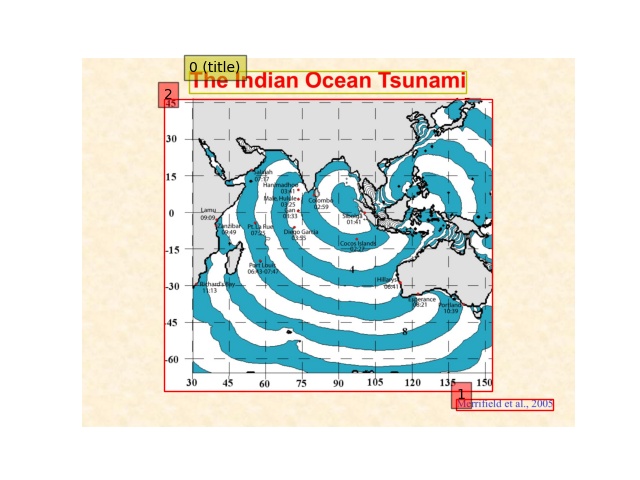 0 (title)
The Indian Ocean Tsunami
2
45
30
15
0
-15
-30
-45
-60
Salalah
07:17
Hanimadhoo
03:41
Male, Hulule
03:25
Gan
03:33
Colombo
02:59
Sibolga
01:41
Lamu
09:09
Zanzibar
09:49
Pt. La Rue
07:25
Diego Garcia
03:55
Cocos Islands
Port Louis
06:43-07:47
Richard's Bay
11:13
Hillarys
06:41
Esperance
08:21
Portland
10:39
4
8
30 45 60 75 90 105 120 135 150
1
Merrifield et al., 2005